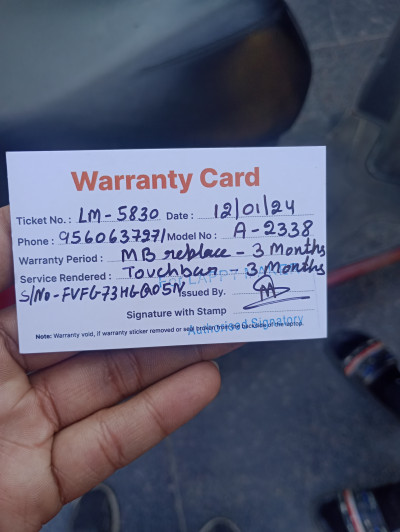 Warranty Card
Ticket No.: LM-5830 Date: 12/01/24
Phone: 9560637271 Model No.: A-2338
Warranty Period: MB replace - 3 Months
Service Rendered: Touchbar - 3 Months
S/No - FVFG73HGQ05N Issued By.
Signature with Stamp
Authorised Signatory
Note: Warranty void, if warranty sticker removed or seal broken from the backside of the laptop.